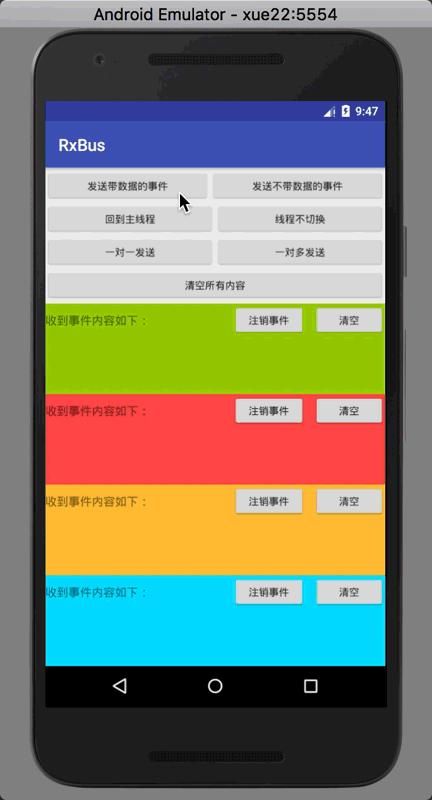 Android Emulator - xue22:5554
9:47
RxBus
发送带数据的事件 发送不带数据的事件
回到主线程 线程不切换
一对一发送 一对多发送
清空所有内容
收到事件内容如下： 注销事件 清空
收到事件内容如下： 注销事件 清空
收到事件内容如下： 注销事件 清空
收到事件内容如下： 注销事件 清空